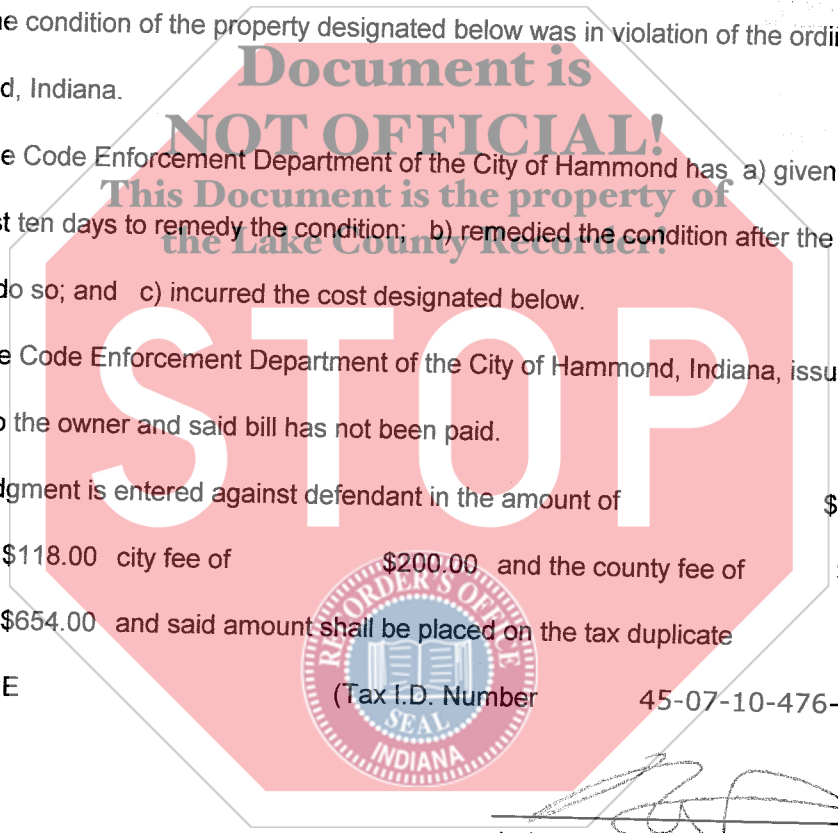 e condition of the property designated below was in violation of the ordi
Document is
d, Indiana.
NOT OFFICIAL!
e Code Enforcement Department of the City of Hammond has a) given
This Document is the property of
st ten days to remedy the condition; b) remedied the condition after the
the Lake County Recorder!
do so; and c) incurred the cost designated below.
STOP
e Code Enforcement Department of the City of Hammond, Indiana, issu
o the owner and said bill has not been paid.
dgment is entered against defendant in the amount of $
$118.00 city fee of $200.00 and the county fee of
$654.00 and said amount shall be placed on the tax duplicate
E (Tax I.D. Number 45-07-10-476-
RECORDER'S OFFICE
SEAL
INDIANA